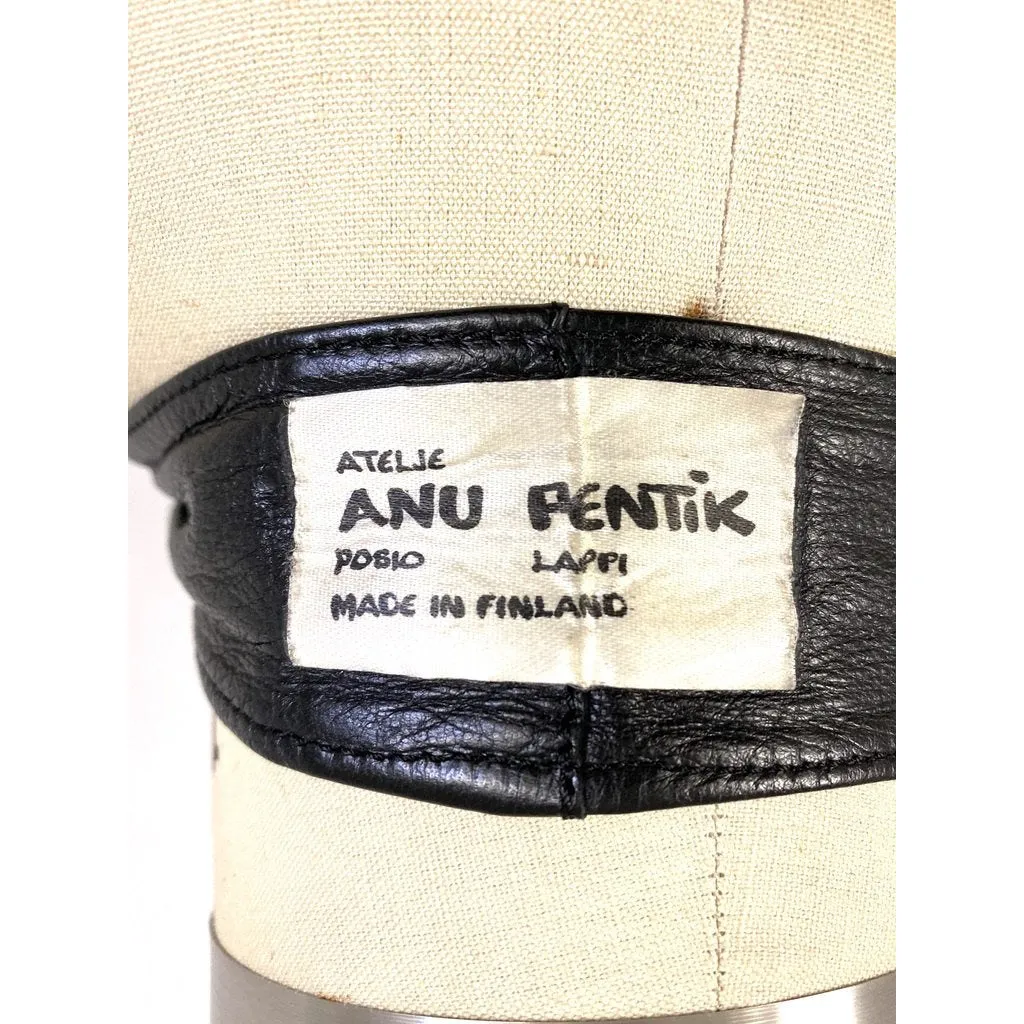 ATELJE
ANU PENTiK
POSIO LAPPI
MADE IN FINLAND